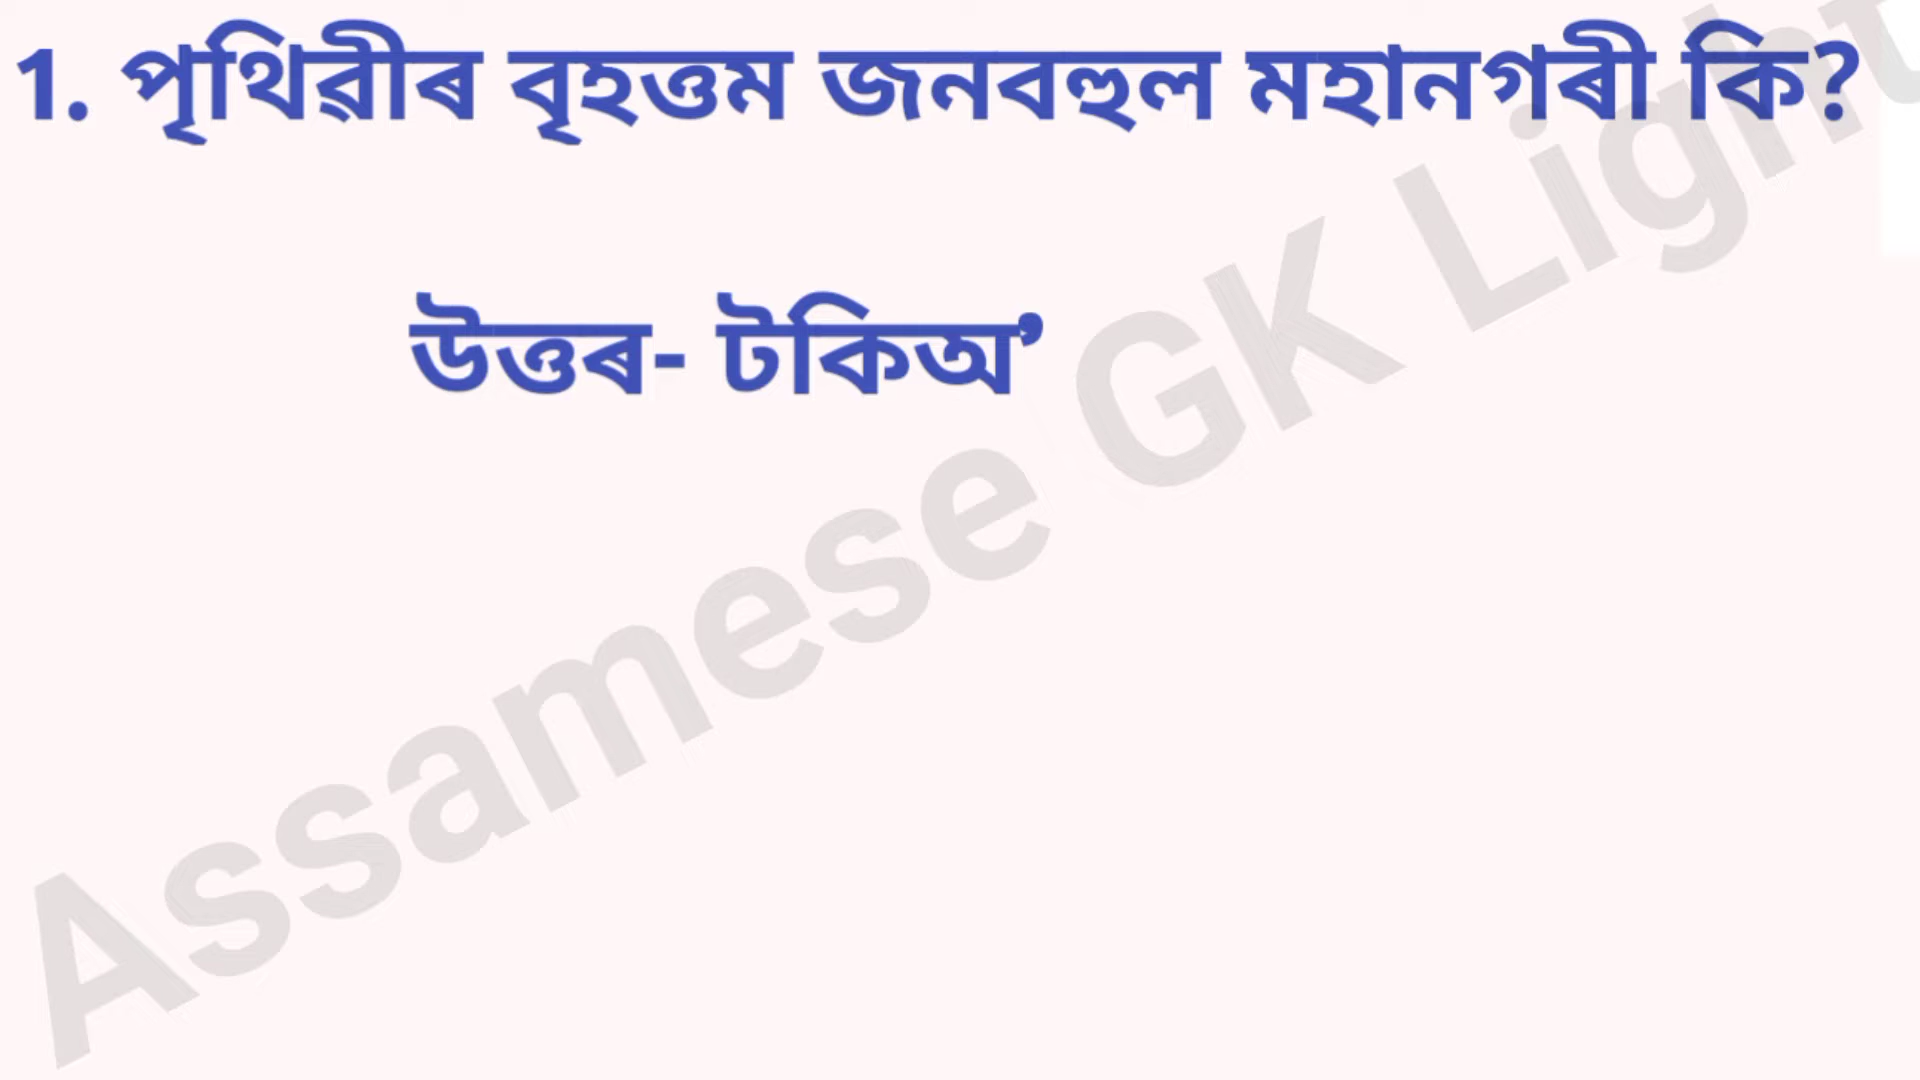 1. পৃথিৱীৰ বৃহত্তম জনবহুল মহানগৰী কি?
উত্তৰ- টকিঅ’
Assamese GK Light